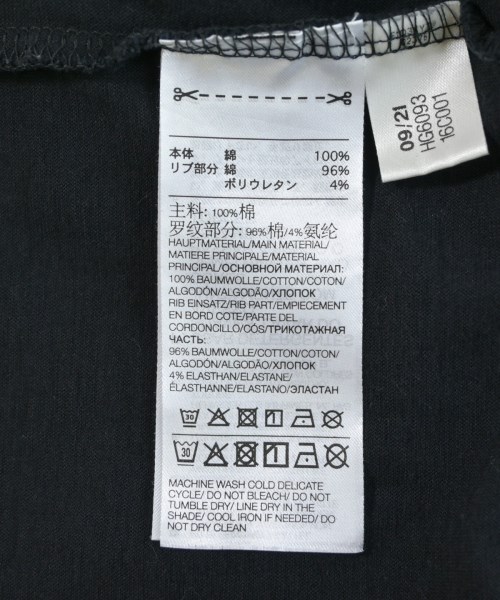 本体 綿 100%
リブ部分 綿 96%
ポリウレタン 4%
主料: 100%棉
罗纹部分: 96%棉/4%氨纶
HAUPTMATERIAL/MAIN MATERIAL/
MATIERE PRINCIPALE/MATERIAL
PRINCIPAL/ОСНОВНОЙ МАТЕРИАЛ:
100% BAUMWOLLE/COTTON/COTON/
ALGODÓN/ALGODÃO/ХЛОПОК
RIB EINSATZ/RIB PART/EMPIECEMENT
EN BORD COTE/PARTE DEL
CORDONCILLO/CÓS/ТРИКОТАЖНАЯ
ЧАСТЬ:
96% BAUMWOLLE/COTTON/COTON/
ALGODÓN/ALGODÃO/ХЛОПОК
4% ELASTHAN/ELASTANE/
ÉLASTHANNE/ELASTANO/ЭЛАСТАН
30
30
MACHINE WASH COLD DELICATE
CYCLE/ DO NOT BLEACH/ DO NOT
TUMBLE DRY/ LINE DRY IN THE
SHADE/ COOL IRON IF NEEDED/ DO
NOT DRY CLEAN
09/21
HG6093
16C001